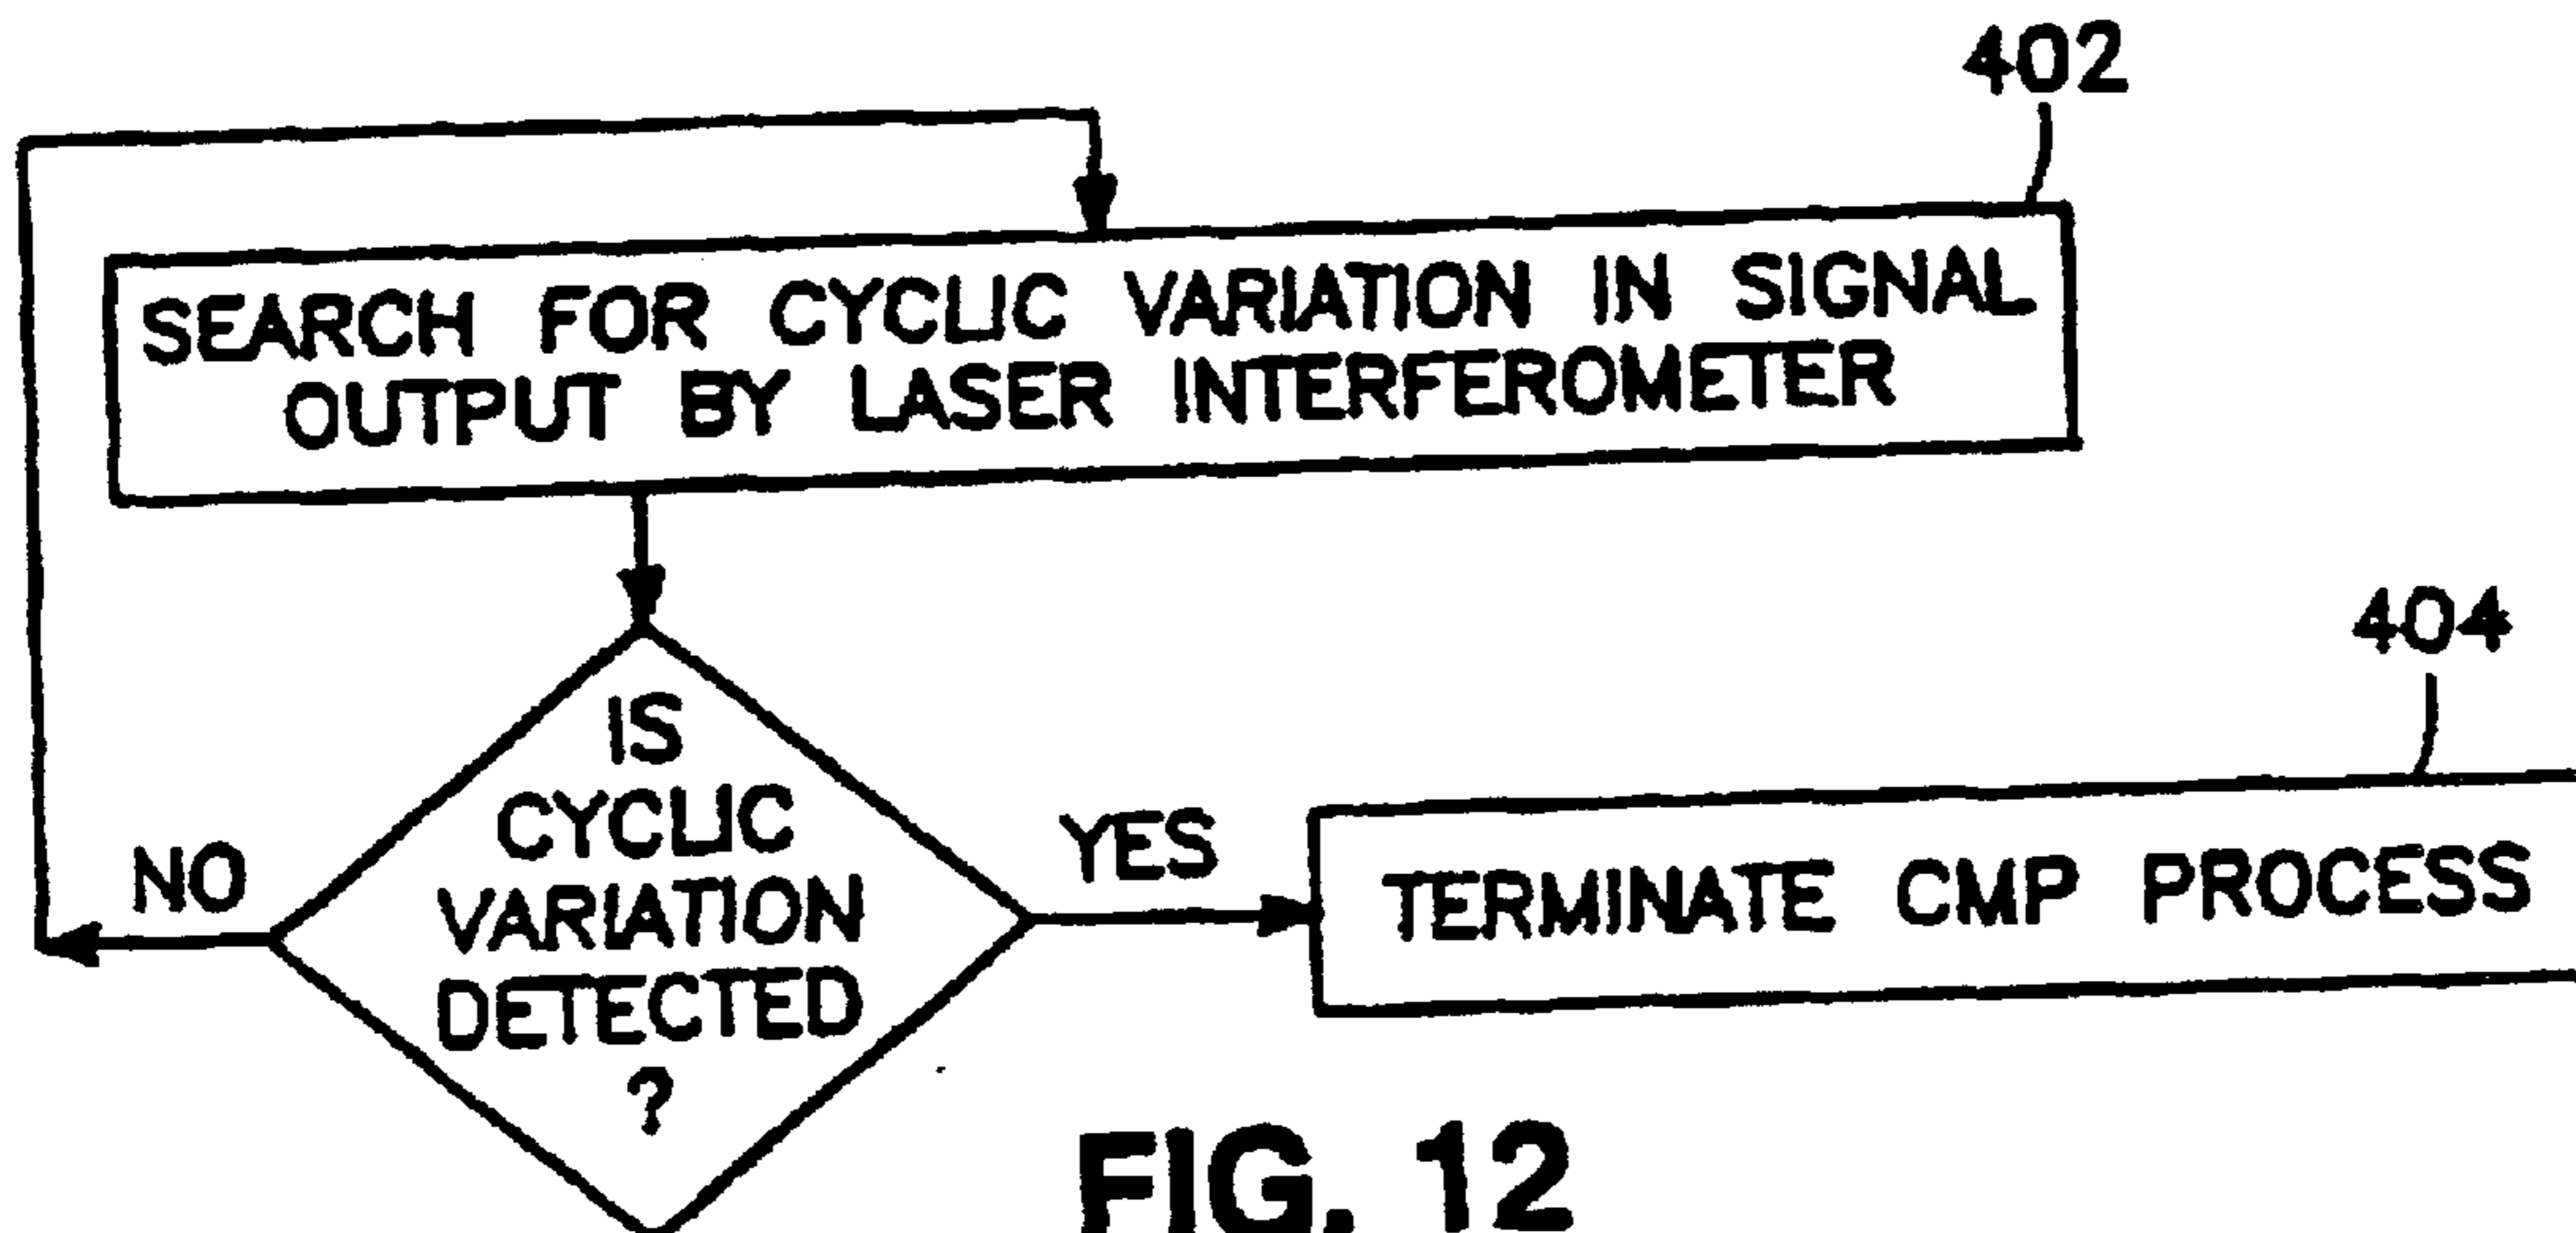 402
SEARCH FOR CYCLIC VARIATION IN SIGNAL
OUTPUT BY LASER INTERFEROMETER
IS
CYCLIC
VARIATION
DETECTED
?
NO
YES
404
TERMINATE CMP PROCESS
FIG. 12